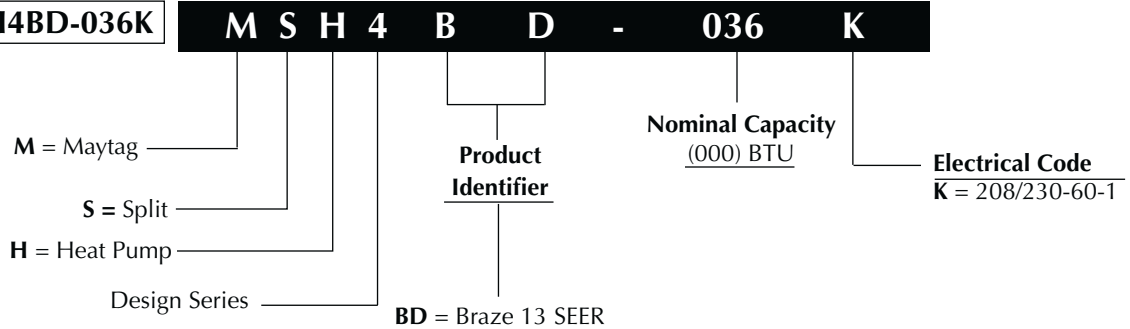 I4BD-036K
M S H 4 B D - 036 K
M = Maytag
S = Split
H = Heat Pump
Design Series
Product
Identifier
BD = Braze 13 SEER
Nominal Capacity
(000) BTU
Electrical Code
K = 208/230-60-1